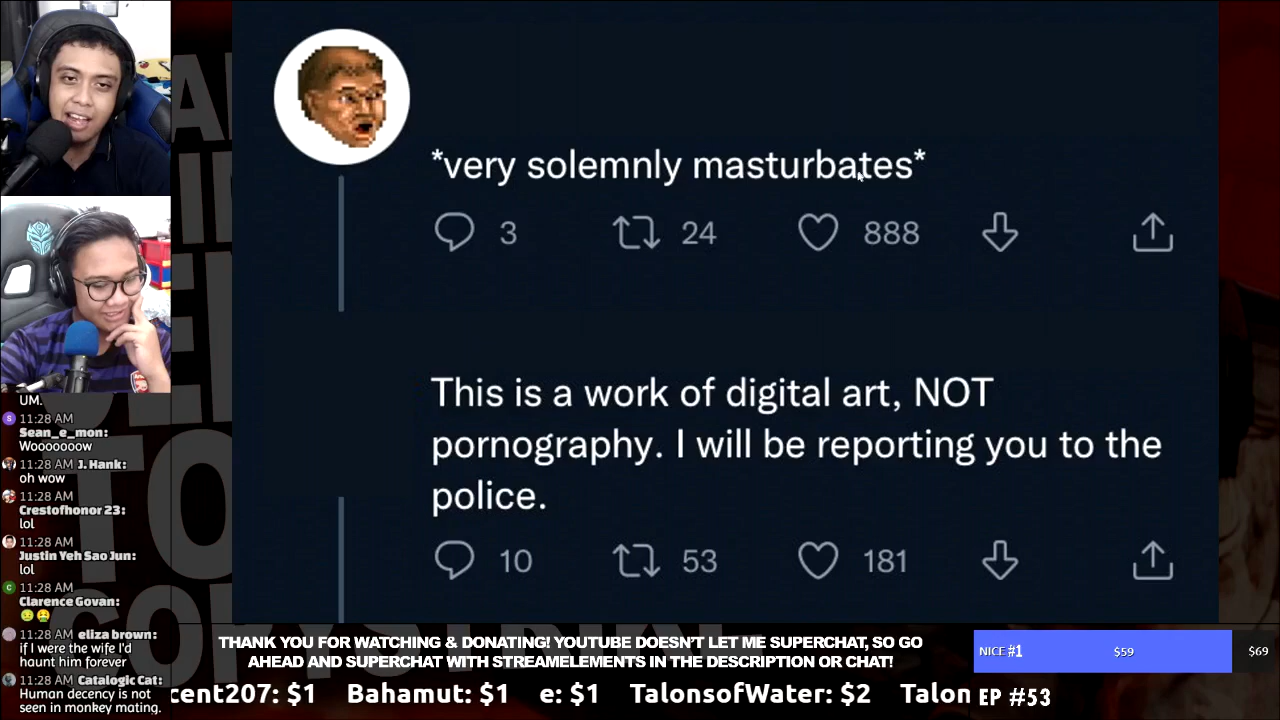 *very solemnly masturbates*
3 24 888
This is a work of digital art, NOT
pornography. I will be reporting you to the
police.
10 53 181
UM.
S 11:28 AM
Sean_e_mon:
Wooooooow
11:28 AM J. Hank:
oh wow
11:28 AM
Crestofhonor 23:
lol
11:28 AM
Justin Yeh Sao Jun:
lol
C 11:28 AM
Clarence Govan:
🤢🤮
11:28 AM eliza brown:
if I were the wife I'd
haunt him forever
11:28 AM Catalogic Cat:
Human decency is not
seen in monkey mating.
THANK YOU FOR WATCHING & DONATING! YOUTUBE DOESN'T LET ME SUPERCHAT, SO GO
AHEAD AND SUPERCHAT WITH STREAMELEMENTS IN THE DESCRIPTION OR CHAT!
NICE #1 $59 $69
cent207: $1 Bahamut: $1 e: $1 TalonsofWater: $2 Talon
EP #53